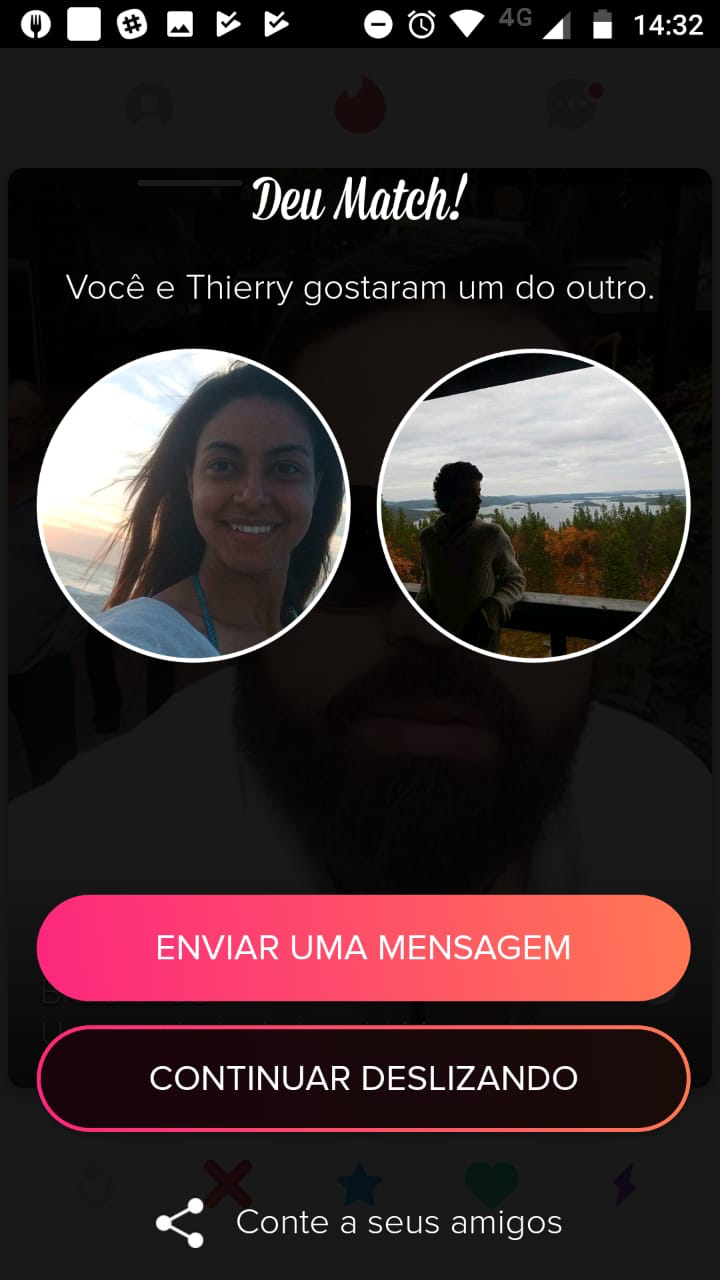 4G 14:32
Deu Match!
Você e Thierry gostaram um do outro.
ENVIAR UMA MENSAGEM
CONTINUAR DESLIZANDO
Conte a seus amigos